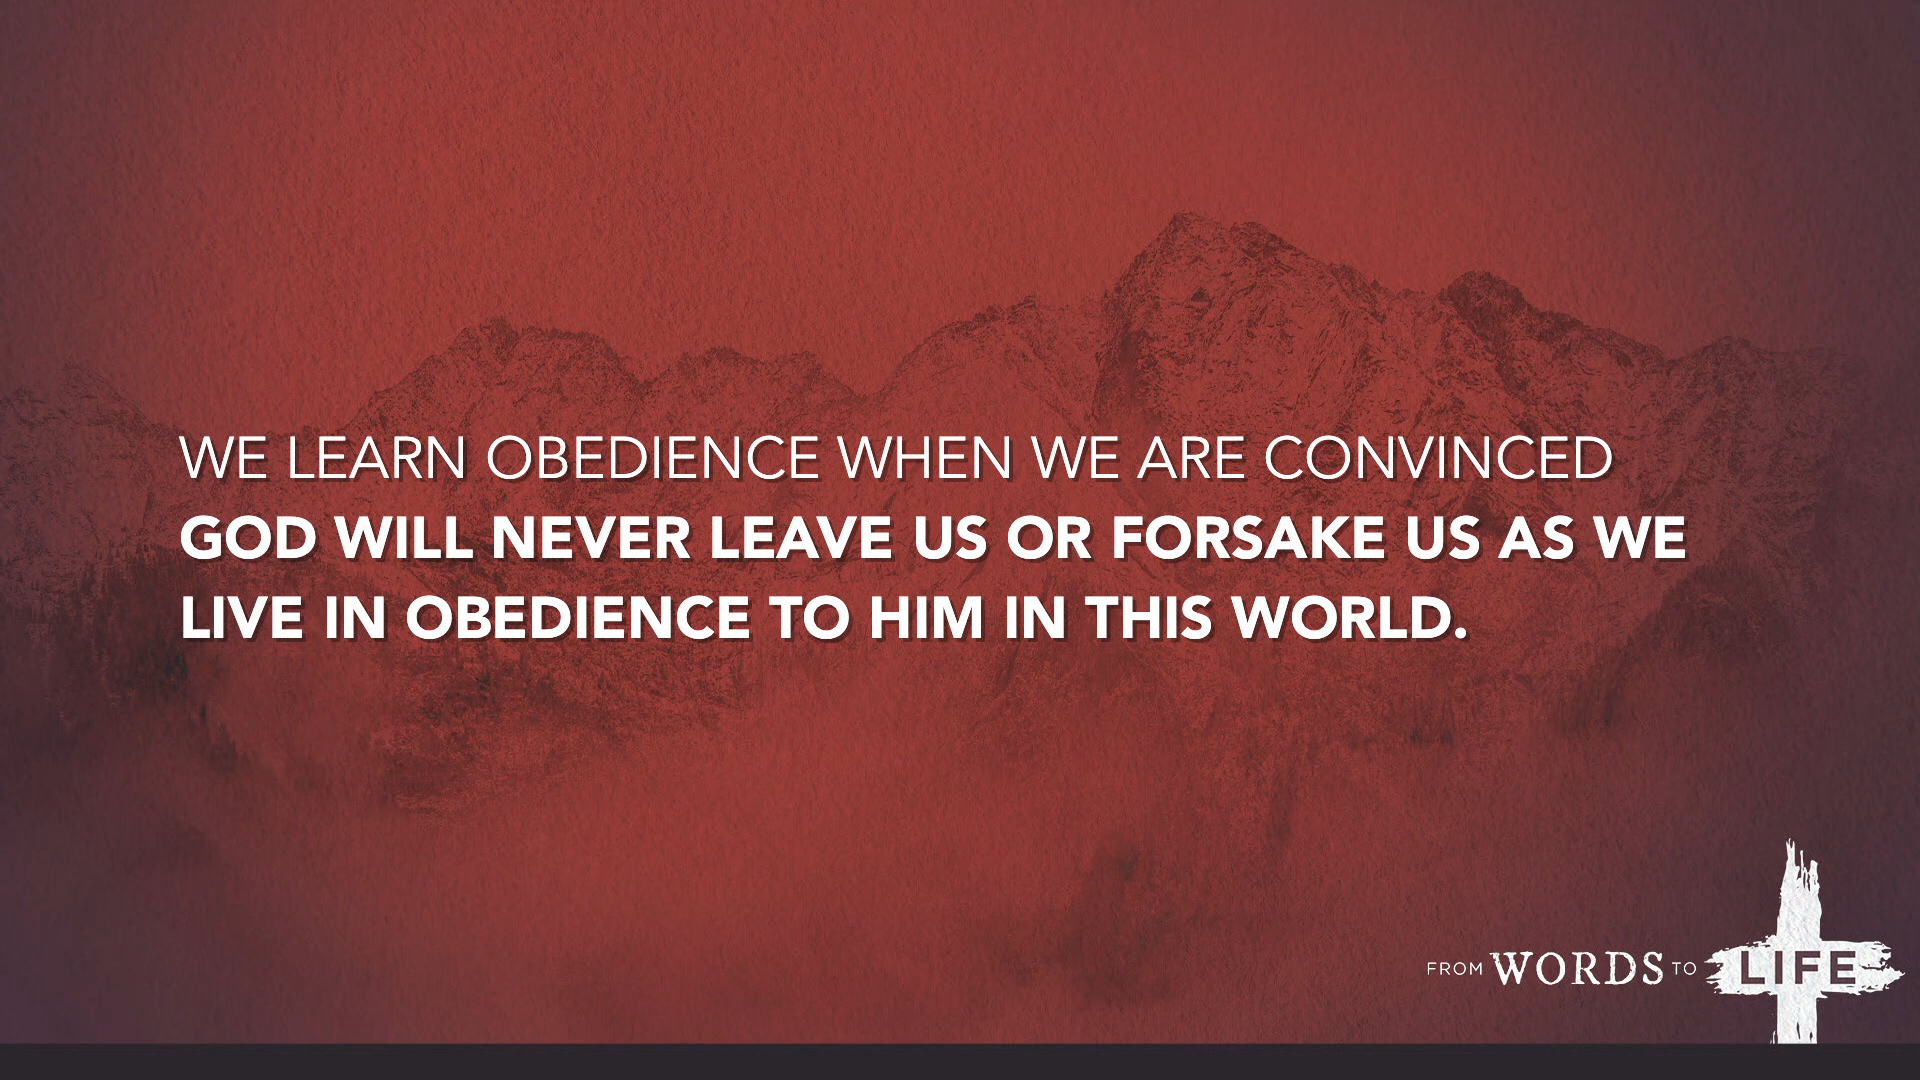 WE LEARN OBEDIENCE WHEN WE ARE CONVINCED
GOD WILL NEVER LEAVE US OR FORSAKE US AS WE
LIVE IN OBEDIENCE TO HIM IN THIS WORLD.
FROM WORDS TO LIFE